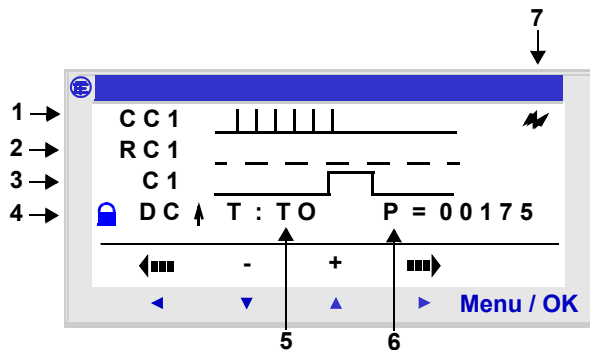 7
1 CC1
2 RC1
3 C1
4 DC T : TO P = 00175
- +
Menu / OK
5 6